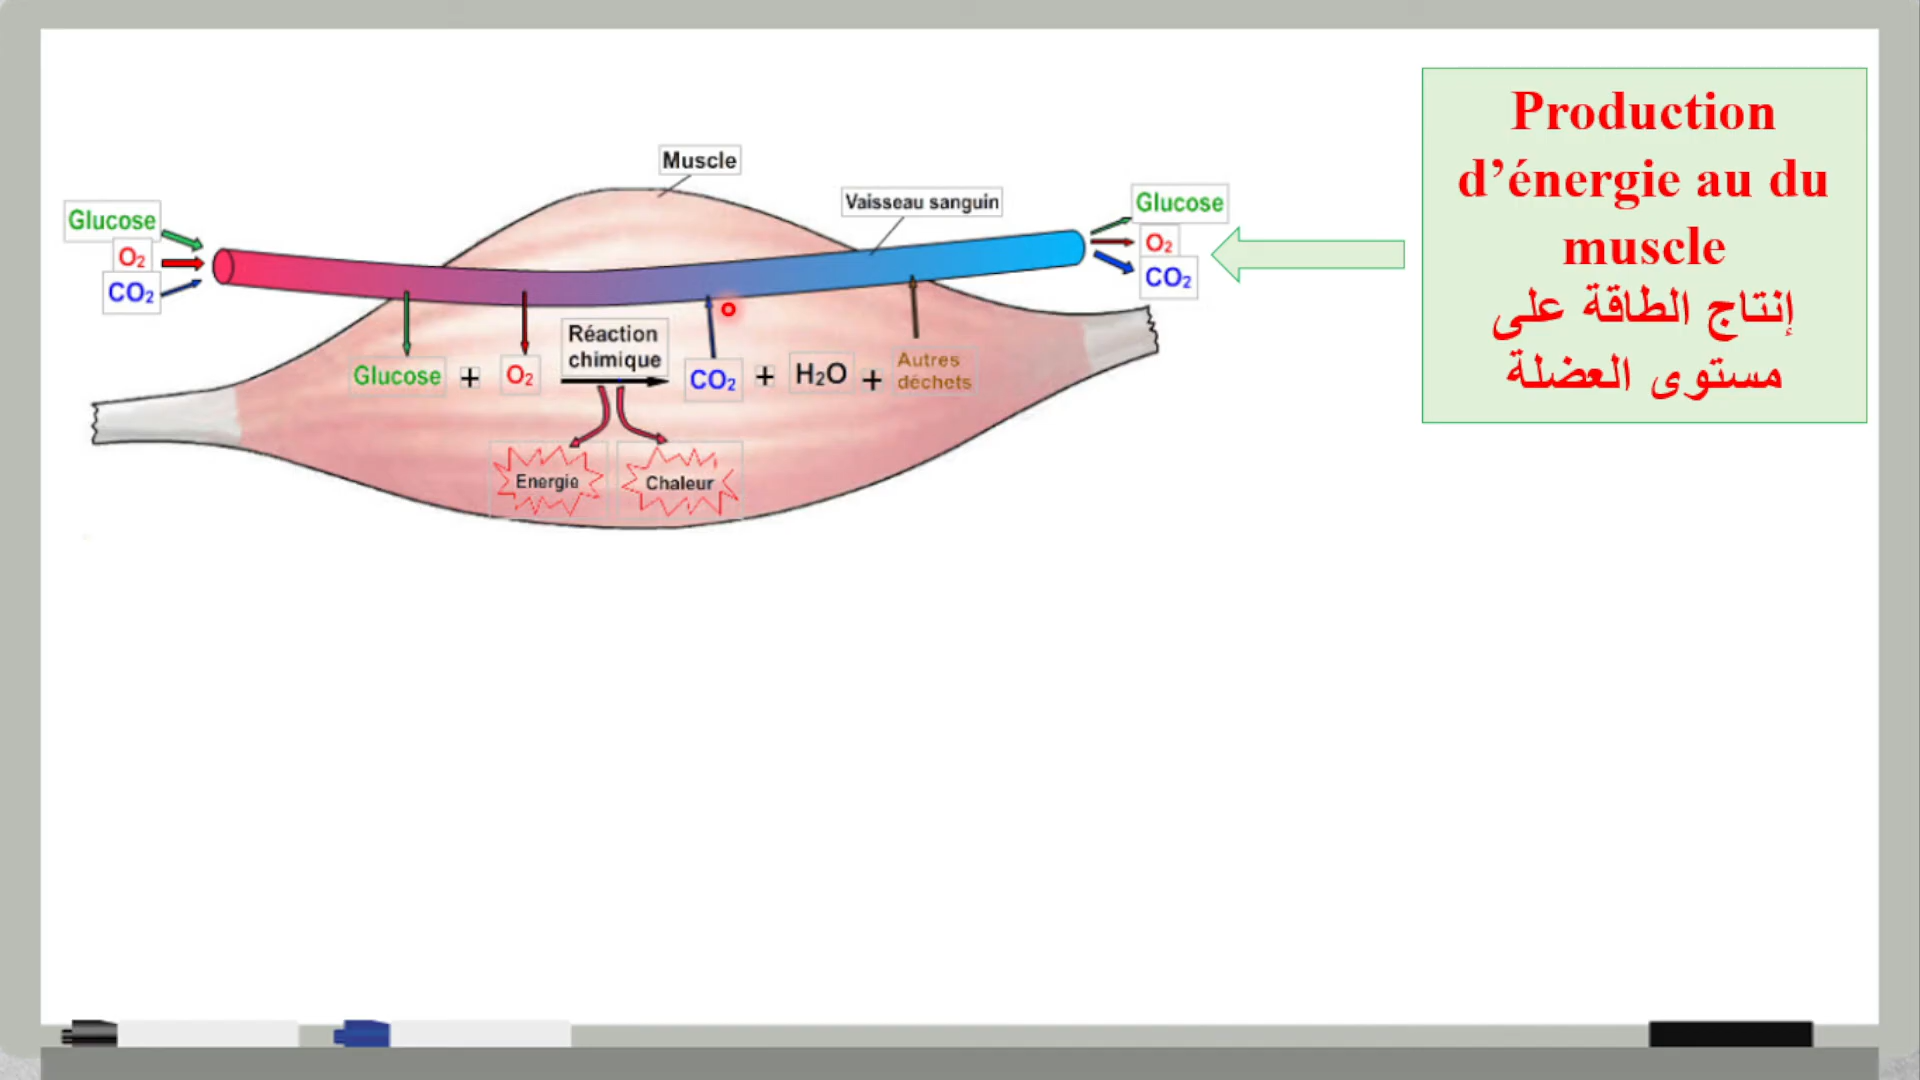 Muscle
Vaisseau sanguin
Glucose
O₂
CO₂
Glucose
O₂
CO₂
Réaction
chimique
Glucose + O₂ CO₂ + H₂O + Autres
déchets
Energie Chaleur
Production
d’énergie au du
muscle
إنتاج الطاقة على
مستوى العضلة